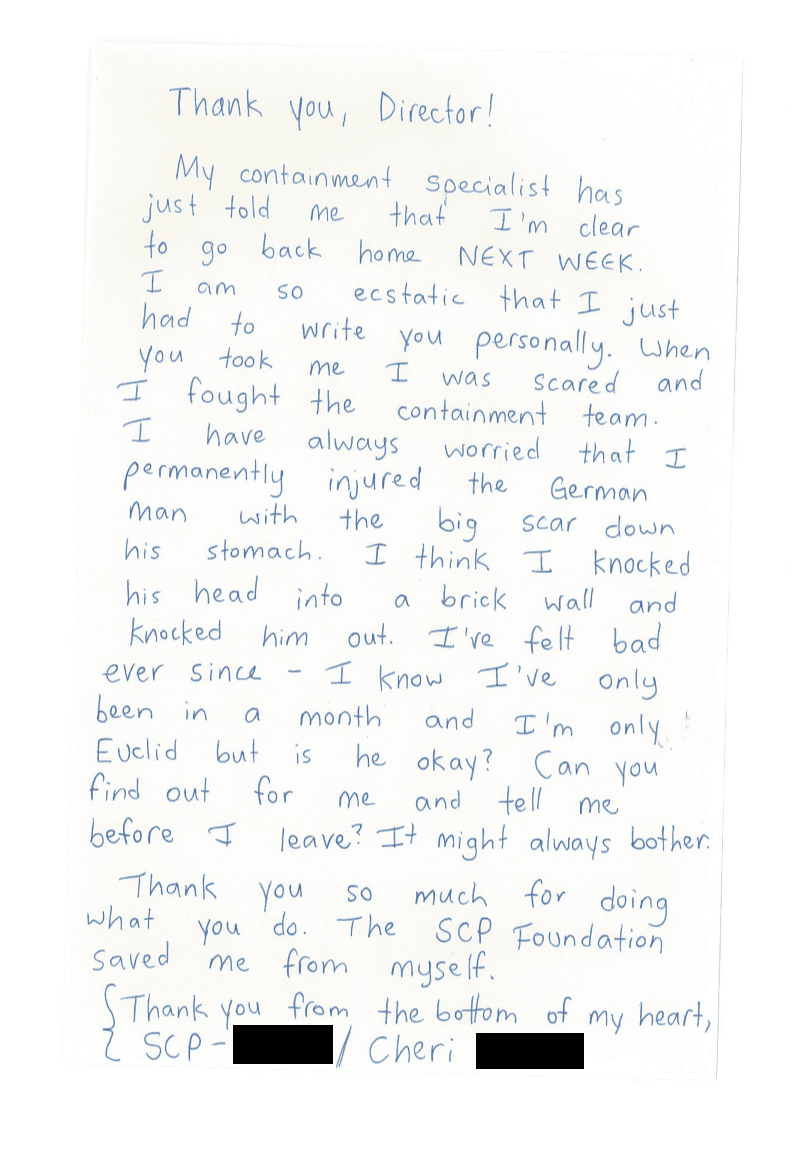 Thank you, Director!
My containment specialist has
just told me that I'm clear
to go back home NEXT WEEK.
I am so ecstatic that I just
had to write you personally. When
you took me I was scared and
I fought the containment team.
I have always worried that I
permanently injured the German
man with the big scar down
his stomach. I think I knocked
his head into a brick wall and
knocked him out. I've felt bad
ever since - I know I've only
been in a month and I'm only
Euclid but is he okay? Can you
find out for me and tell me
before I leave? It might always bother.
Thank you so much for doing
what you do. The SCP Foundation
saved me from myself.
Thank you from the bottom of my heart,
SCP- / Cheri